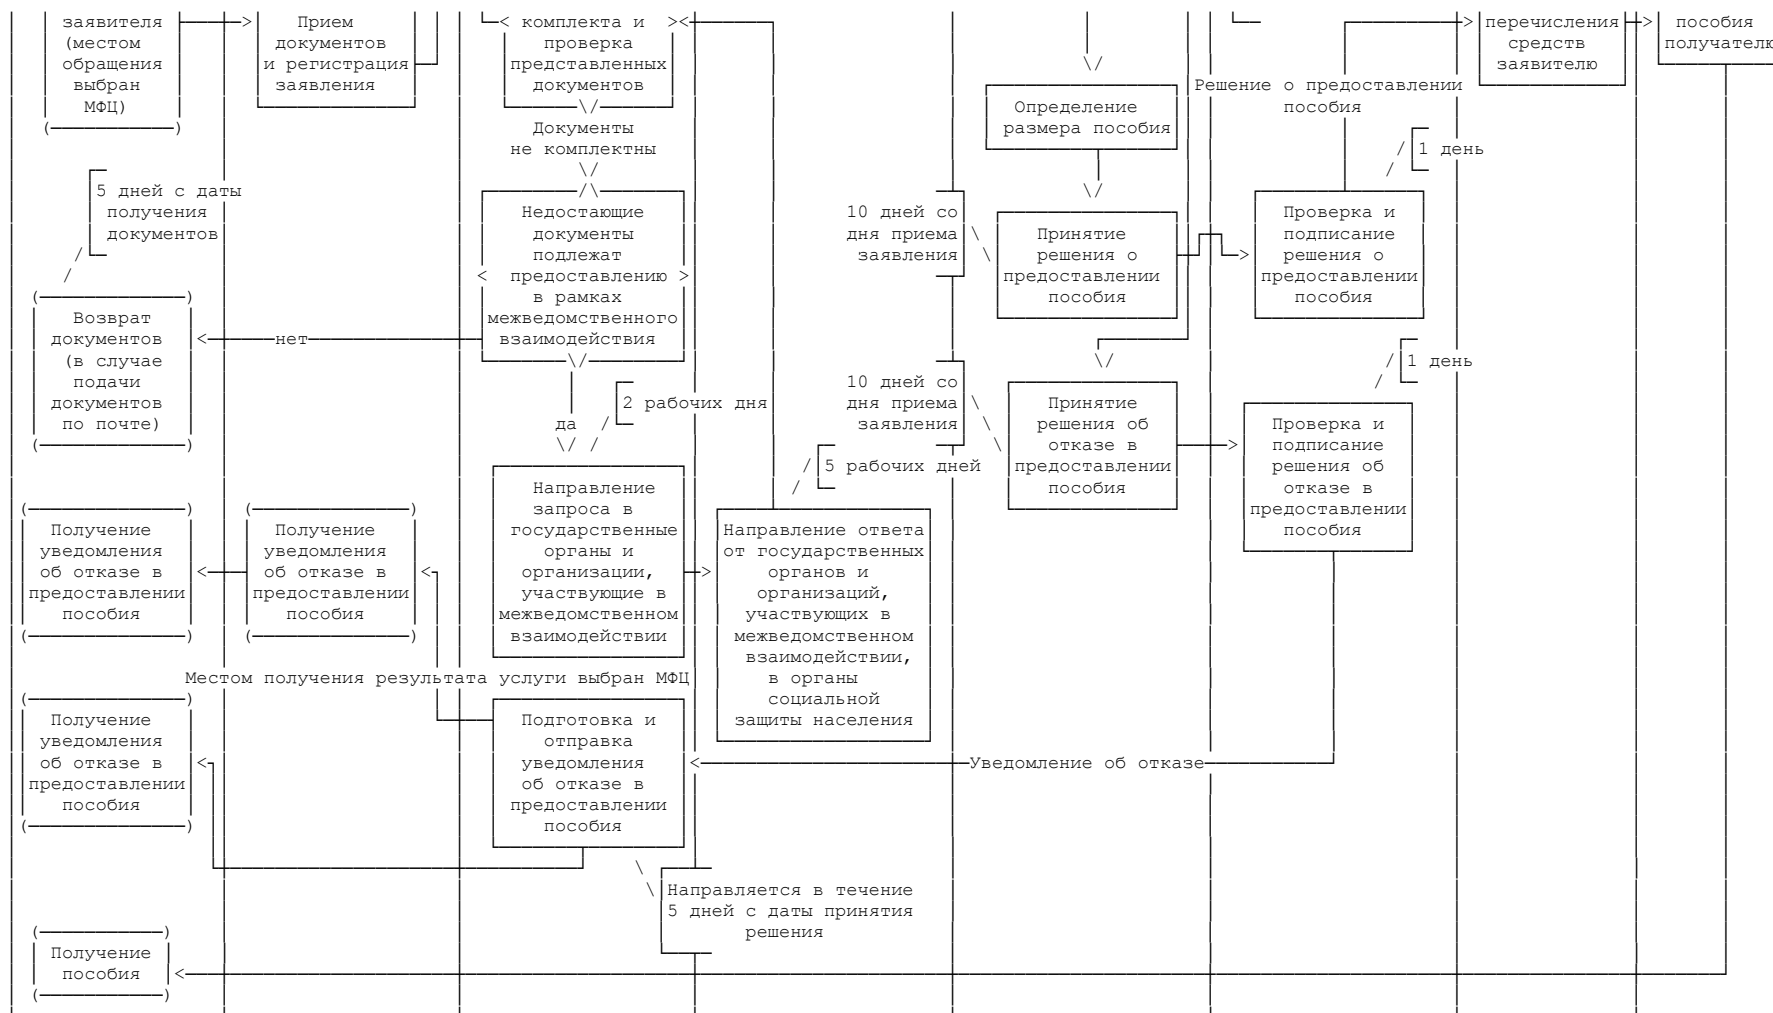 заявителя
(местом
обращения
выбран
МФЦ)
Прием
документов
и регистрация
заявления
комплекта и
проверка
представленных
документов
перечисления
средств
заявителю
пособия
получателю
Решение о предоставлении
пособия
Определение
размера пособия
Документы
не комплектны
1 день
5 дней с даты
получения
документов
Недостающие
документы
подлежат
предоставлению
в рамках
межведомственного
взаимодействия
10 дней со
дня приема
заявления
Принятие
решения о
предоставлении
пособия
Проверка и
подписание
решения о
предоставлении
пособия
Возврат
документов
(в случае
подачи
документов
по почте)
нет
да
2 рабочих дня
10 дней со
дня приема
заявления
Принятие
решения об
отказе в
предоставлении
пособия
1 день
Проверка и
подписание
решения об
отказе в
предоставлении
пособия
5 рабочих дней
Получение
уведомления
об отказе в
предоставлении
пособия
Получение
уведомления
об отказе в
предоставлении
пособия
Направление
запроса в
государственные
органы и
организации,
участвующие в
межведомственном
взаимодействии
Направление ответа
от государственных
органов и
организаций,
участвующих в
межведомственном
взаимодействии,
в органы
социальной
защиты населения
Местом получения результата услуги выбран МФЦ
Получение
уведомления
об отказе в
предоставлении
пособия
Подготовка и
отправка
уведомления
об отказе в
предоставлении
пособия
Уведомление об отказе
Направляется в течение
5 дней с даты принятия
решения
Получение
пособия